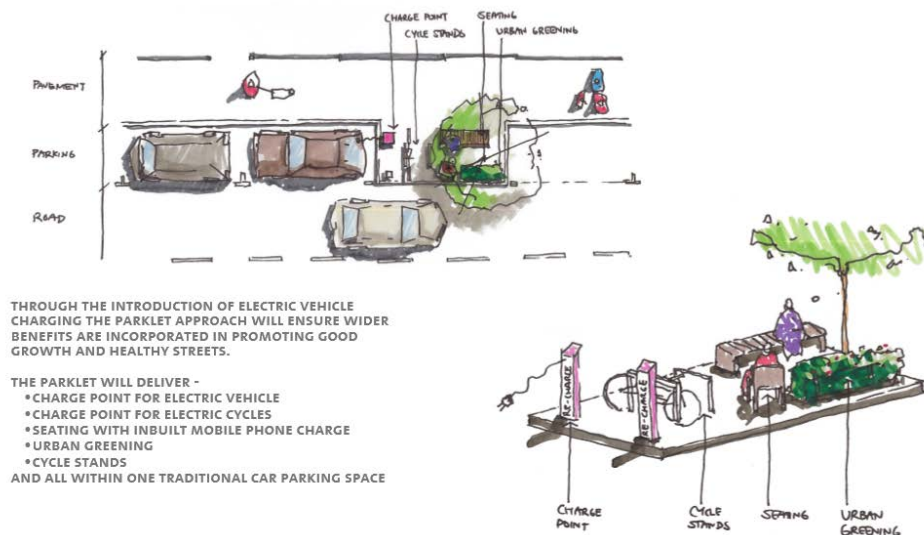 CHARGE POINT
CYCLE STANDS
SEATING
URBAN GREENING
PAVEMENT
PARKING
ROAD
THROUGH THE INTRODUCTION OF ELECTRIC VEHICLE
CHARGING THE PARKLET APPROACH WILL ENSURE WIDER
BENEFITS ARE INCORPORATED IN PROMOTING GOOD
GROWTH AND HEALTHY STREETS.
THE PARKLET WILL DELIVER -
•CHARGE POINT FOR ELECTRIC VEHICLE
•CHARGE POINT FOR ELECTRIC CYCLES
•SEATING WITH INBUILT MOBILE PHONE CHARGE
•URBAN GREENING
•CYCLE STANDS
AND ALL WITHIN ONE TRADITIONAL CAR PARKING SPACE
RE-CHARGE
RE-CHARGE
CHARGE
POINT
CYCLE
STANDS
SEATING
URBAN
GREENING